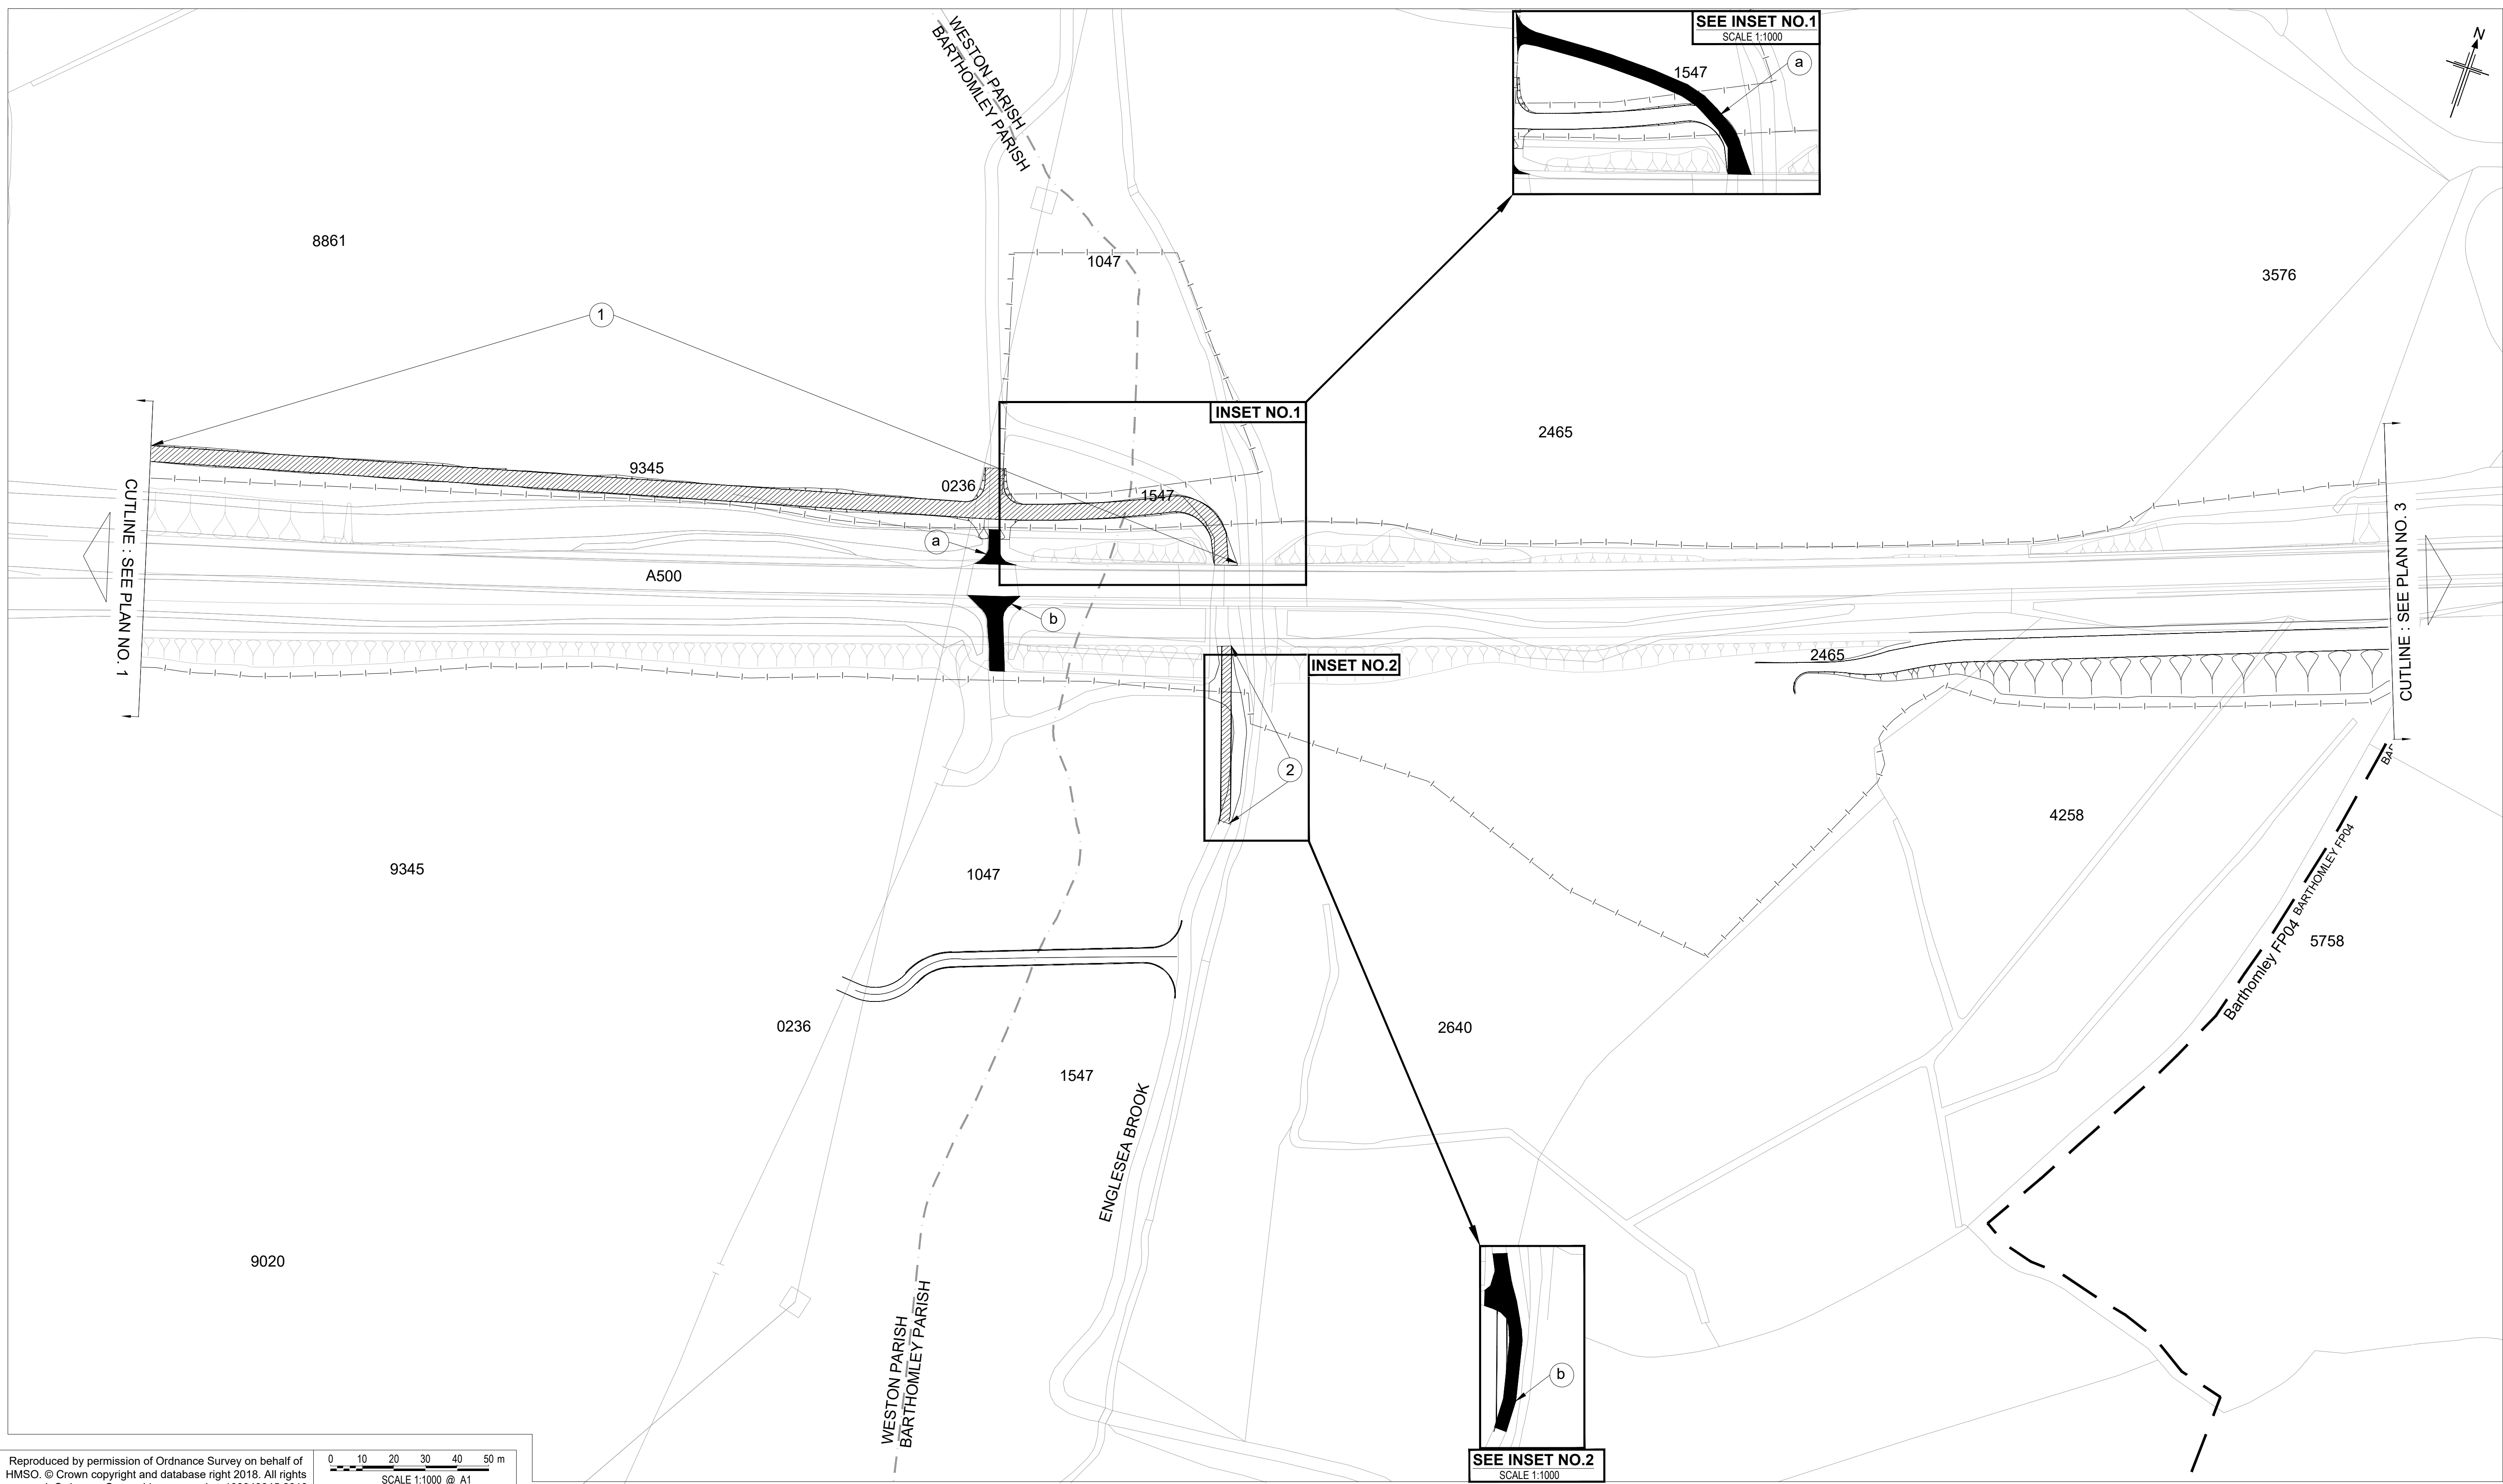 SEE INSET NO.1
SCALE 1:1000
N
WESTON PARISH
BARTHOMLEY PARISH
1547
a
8861
1047
3576
1
INSET NO.1
2465
9345
0236
1547
a
CUTLINE : SEE PLAN NO. 1
A500
CUTLINE : SEE PLAN NO. 3
b
INSET NO.2
2465
2
4258
BARTHOMLEY FP04
Barthomley FP04
5758
9345
1047
0236
2640
1547
ENGLESEA BROOK
9020
WESTON PARISH
BARTHOMLEY PARISH
b
SEE INSET NO.2
SCALE 1:1000
Reproduced by permission of Ordnance Survey on behalf of
HMSO. © Crown copyright and database right 2018. All rights
0 10 20 30 40 50 m
SCALE 1:1000 @ A1